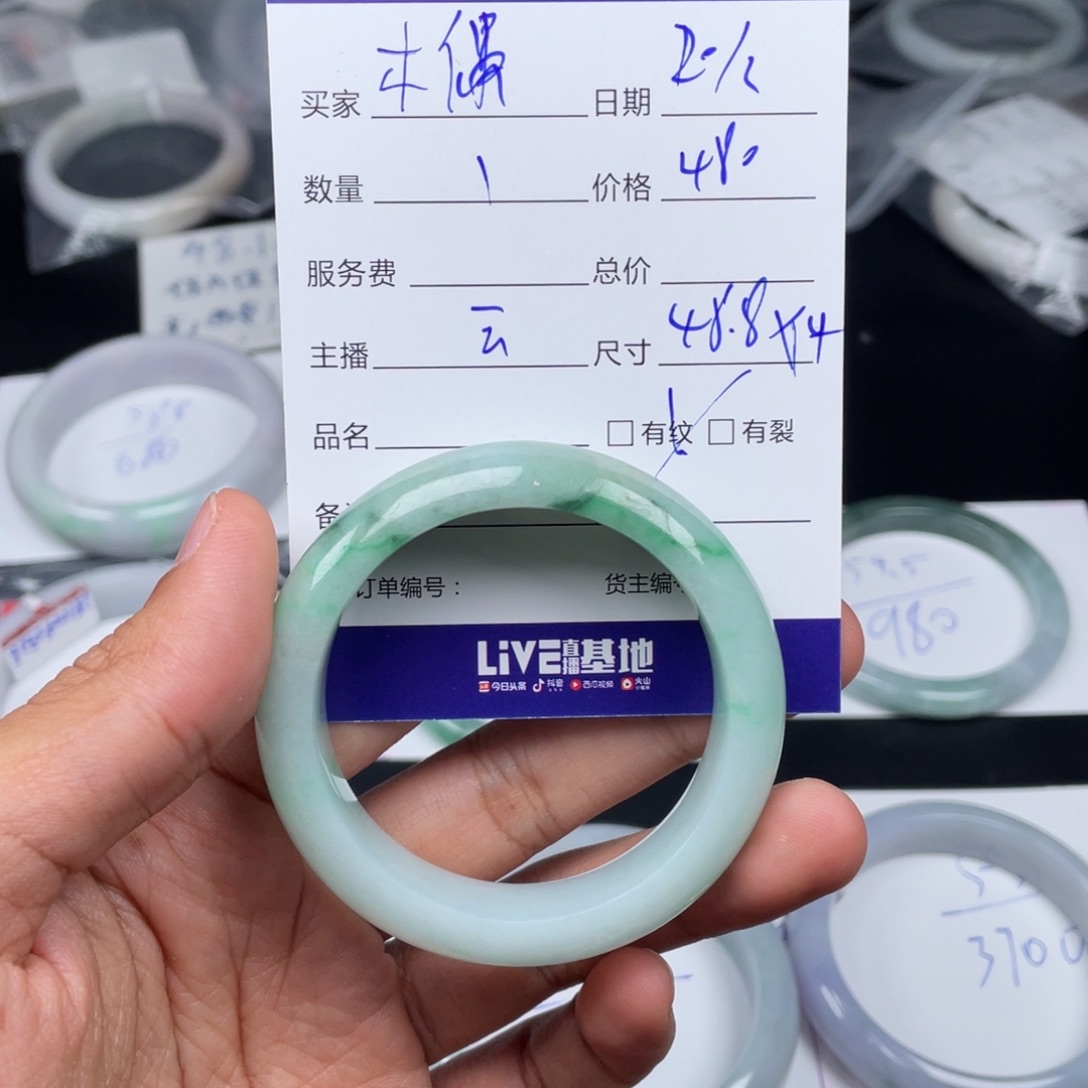 买家 木偶 日期
数量 1 价格 480
服务费 总价
主播 云 尺寸 48.8×14
品名 □有纹 □有裂
订单编号： 货主编
LiVE直播基地
今日头条 抖音 西瓜视频 火山
680
59.5
980
3700